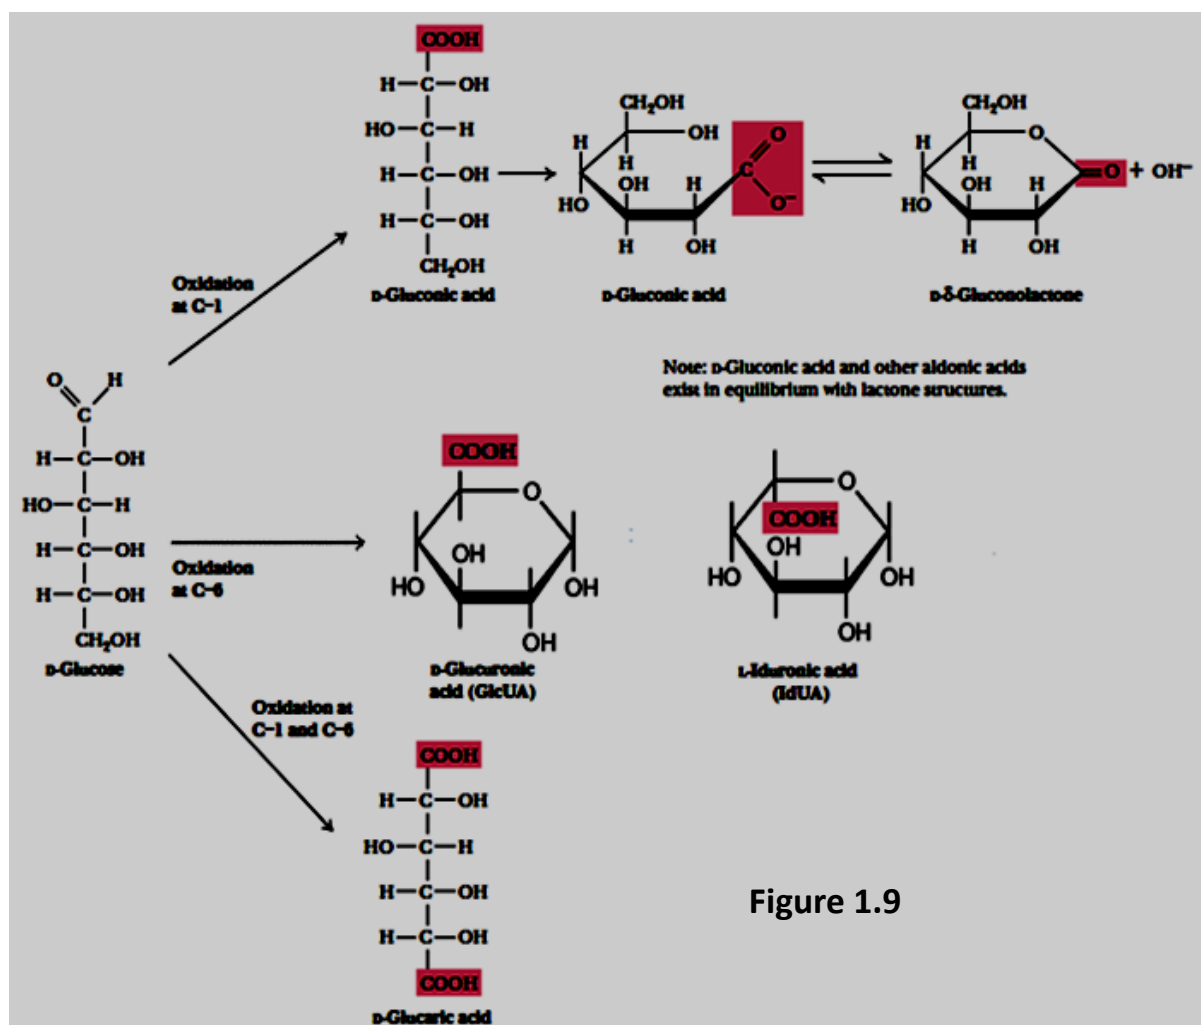 COOH
H—C—OH
HO—C—H
H—C—OH
H—C—OH
CH₂OH
D-Gluconic acid
CH₂OH
OH
H
H
OH
H
HO
H
OH
C
O
O⁻
D-Gluconic acid
CH₂OH
O
H
H
OH
H
HO
H
OH
=O + OH⁻
D-δ-Gluconolactone
Oxidation
at C-1
Note: D-Gluconic acid and other aldonic acids
exist in equilibrium with lactone structures.
O
H
C
H—C—OH
HO—C—H
H—C—OH
H—C—OH
CH₂OH
D-Glucose
Oxidation
at C-6
COOH
O
OH
HO
OH
OH
D-Glucuronic
acid (GlcUA)
:
O
COOH
OH
HO
OH
OH
L-Iduronic acid
(IdUA)
Oxidation at
C-1 and C-6
COOH
H—C—OH
HO—C—H
H—C—OH
H—C—OH
COOH
D-Glucaric acid
Figure 1.9